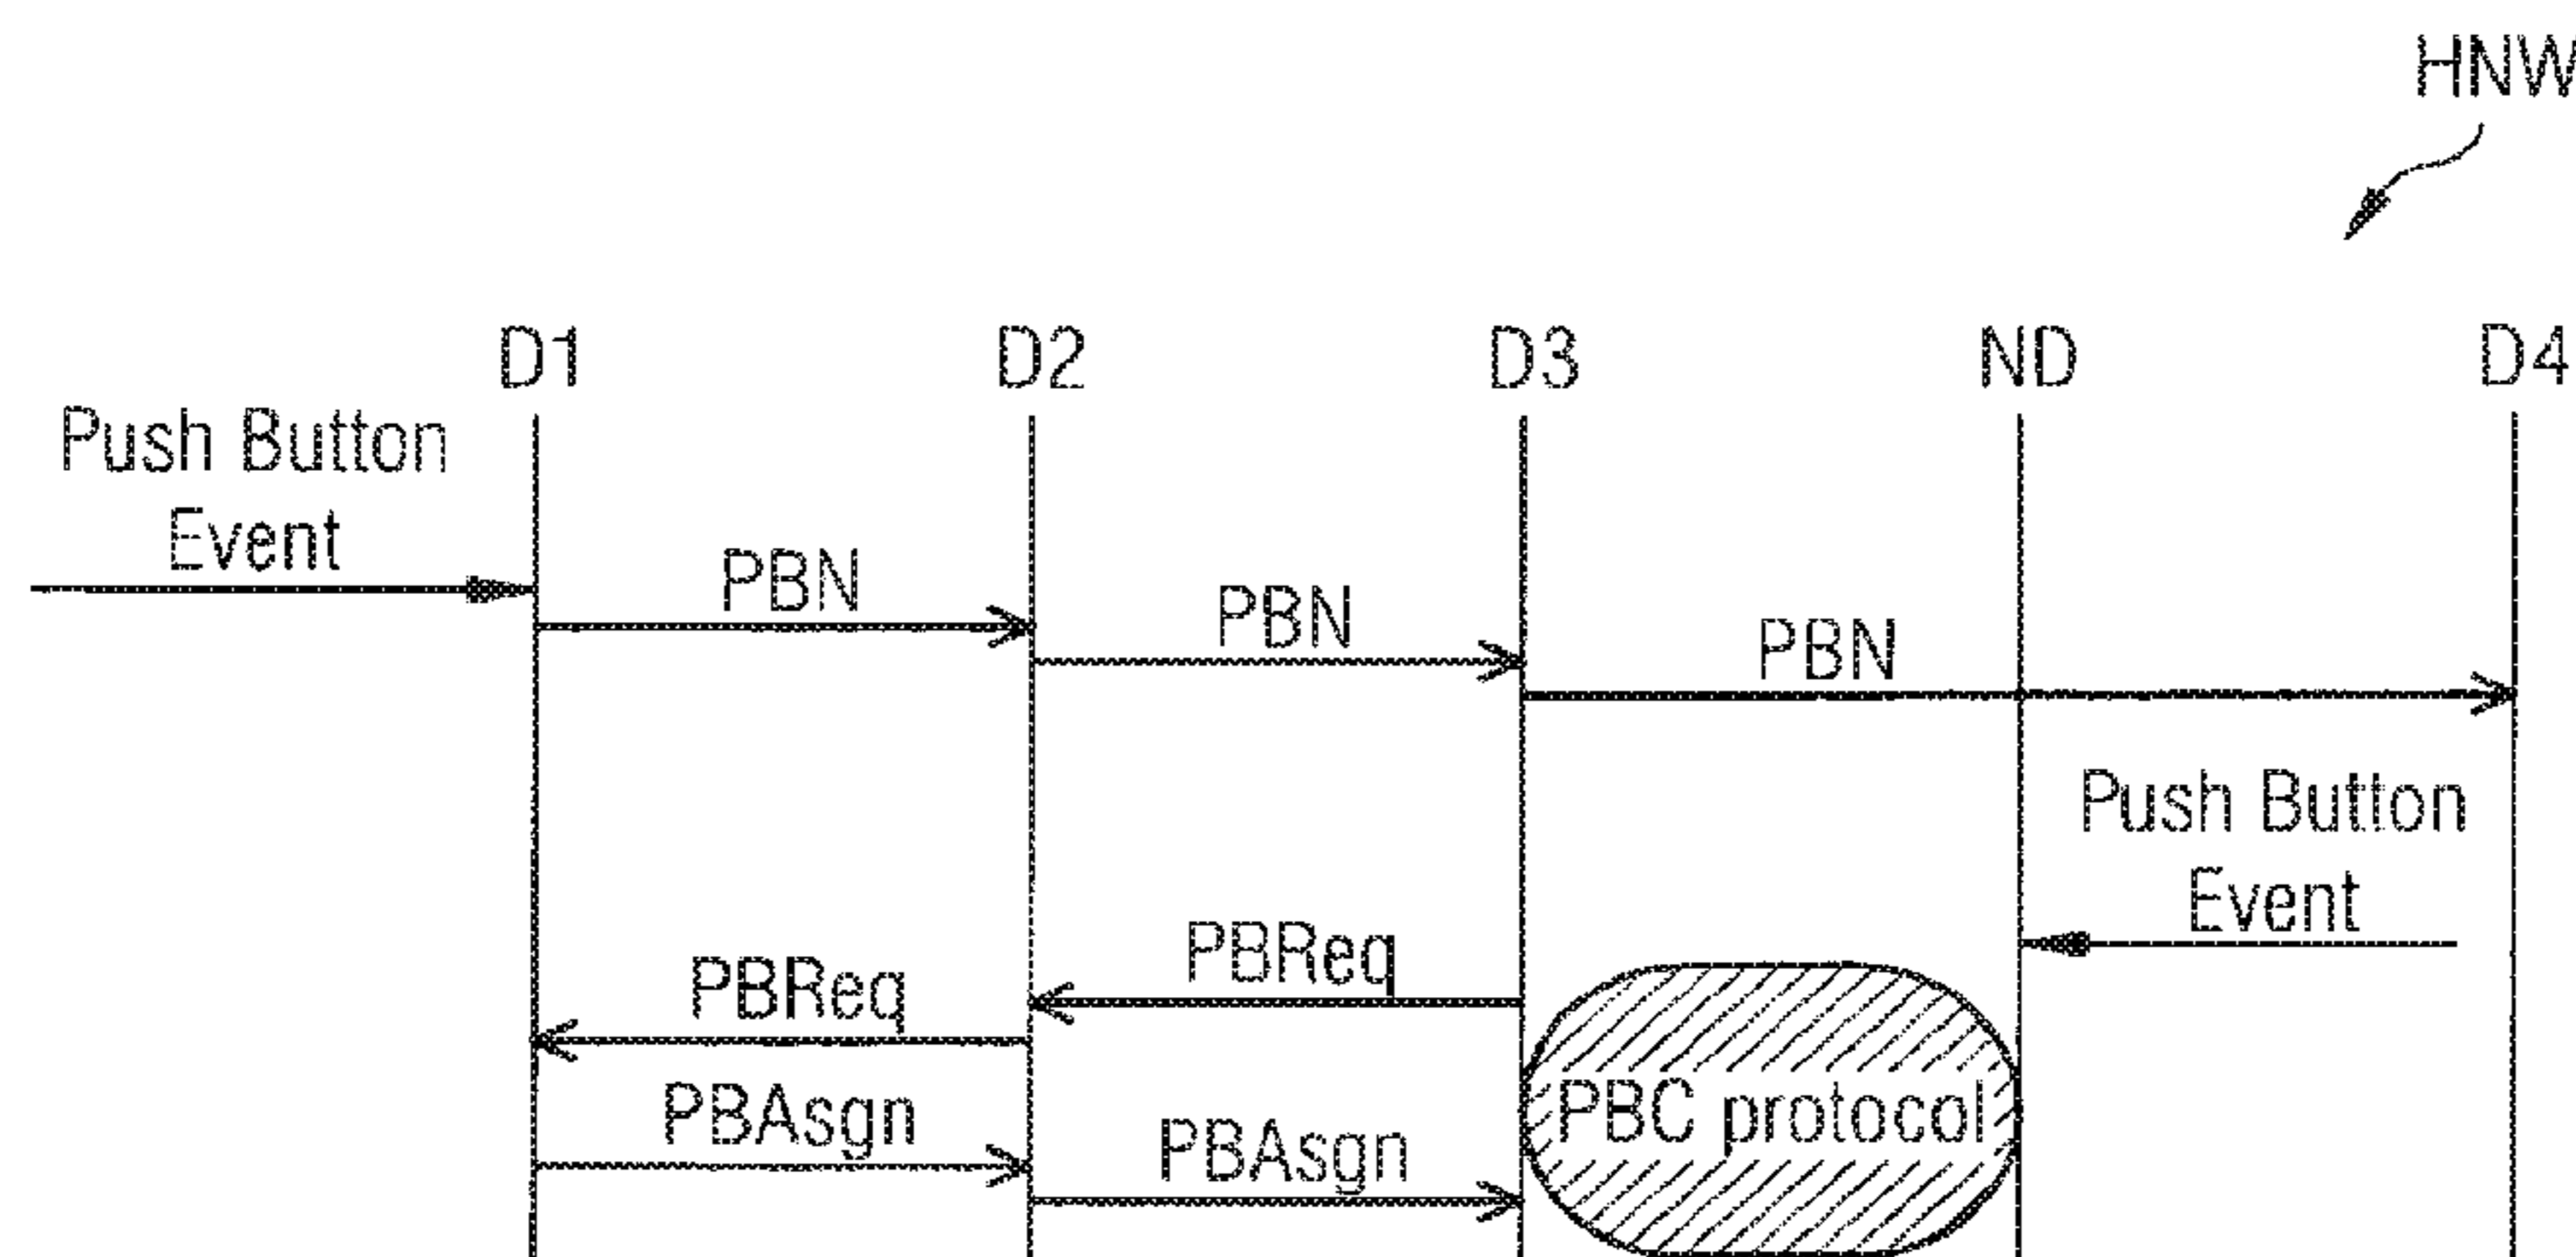 HNW
D1
D2
D3
ND
D4
Push Button
Event
PBN
PBN
PBN
Push Button
Event
PBReq
PBReq
PBAsgn
PBAsgn
PBC protocol